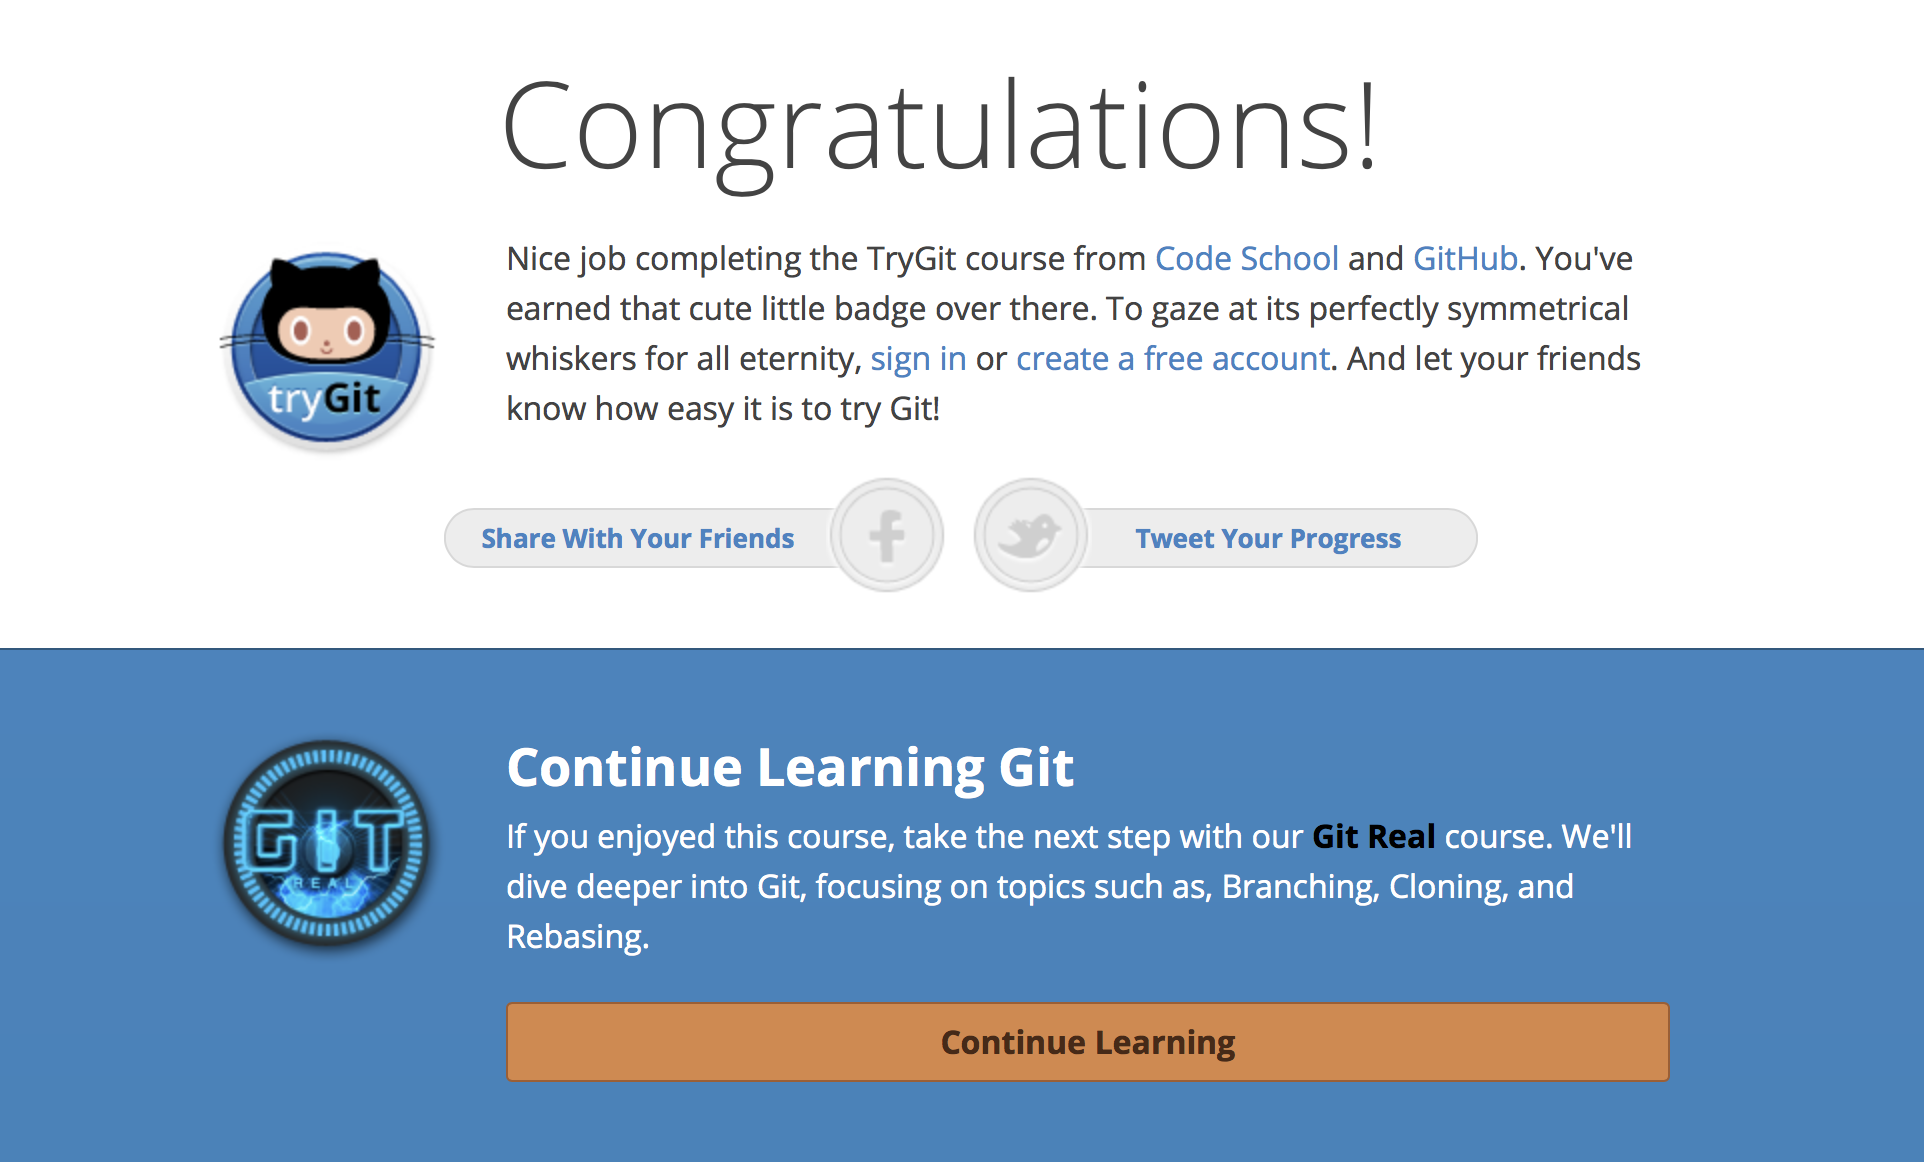 Congratulations!
Nice job completing the TryGit course from Code School and GitHub. You've
earned that cute little badge over there. To gaze at its perfectly symmetrical
whiskers for all eternity, sign in or create a free account. And let your friends
know how easy it is to try Git!
tryGit
Share With Your Friends
Tweet Your Progress
Continue Learning Git
If you enjoyed this course, take the next step with our Git Real course. We'll
dive deeper into Git, focusing on topics such as, Branching, Cloning, and
Rebasing.
GIT
REAL
Continue Learning